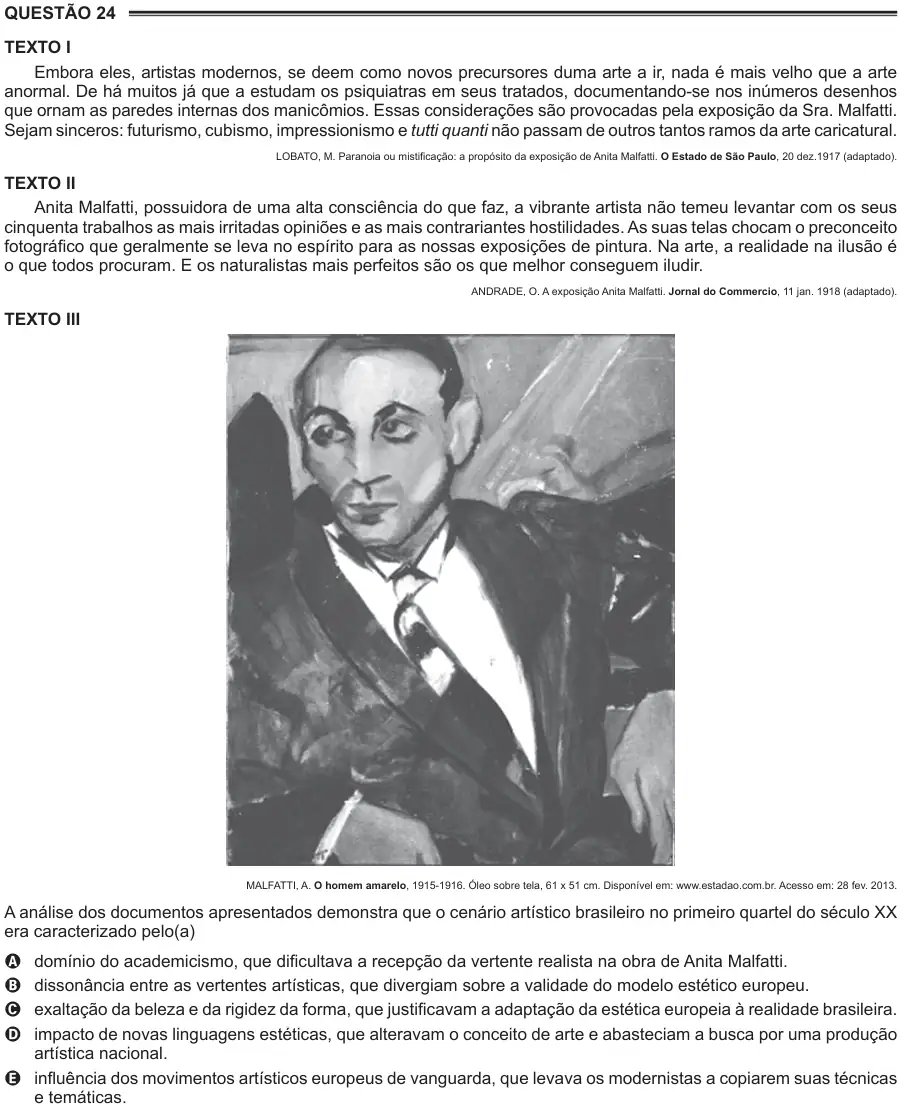 QUESTÃO 24
TEXTO I
Embora eles, artistas modernos, se deem como novos precursores duma arte a ir, nada é mais velho que a arte
anormal. De há muitos já que a estudam os psiquiatras em seus tratados, documentando-se nos inúmeros desenhos
que ornam as paredes internas dos manicômios. Essas considerações são provocadas pela exposição da Sra. Malfatti.
Sejam sinceros: futurismo, cubismo, impressionismo e tutti quanti não passam de outros tantos ramos da arte caricatural.
LOBATO, M. Paranoia ou mistificação: a propósito da exposição de Anita Malfatti. O Estado de São Paulo, 20 dez.1917 (adaptado).
TEXTO II
Anita Malfatti, possuidora de uma alta consciência do que faz, a vibrante artista não temeu levantar com os seus
cinquenta trabalhos as mais irritadas opiniões e as mais contrariantes hostilidades. As suas telas chocam o preconceito
fotográfico que geralmente se leva no espírito para as nossas exposições de pintura. Na arte, a realidade na ilusão é
o que todos procuram. E os naturalistas mais perfeitos são os que melhor conseguem iludir.
ANDRADE, O. A exposição Anita Malfatti. Jornal do Commercio, 11 jan. 1918 (adaptado).
TEXTO III
MALFATTI, A. O homem amarelo, 1915-1916. Óleo sobre tela, 61 x 51 cm. Disponível em: www.estadao.com.br. Acesso em: 28 fev. 2013.
A análise dos documentos apresentados demonstra que o cenário artístico brasileiro no primeiro quartel do século XX
era caracterizado pelo(a)
A domínio do academicismo, que dificultava a recepção da vertente realista na obra de Anita Malfatti.
B dissonância entre as vertentes artísticas, que divergiam sobre a validade do modelo estético europeu.
C exaltação da beleza e da rigidez da forma, que justificavam a adaptação da estética europeia à realidade brasileira.
D impacto de novas linguagens estéticas, que alteravam o conceito de arte e abasteciam a busca por uma produção
artística nacional.
E influência dos movimentos artísticos europeus de vanguarda, que levava os modernistas a copiarem suas técnicas
e temáticas.